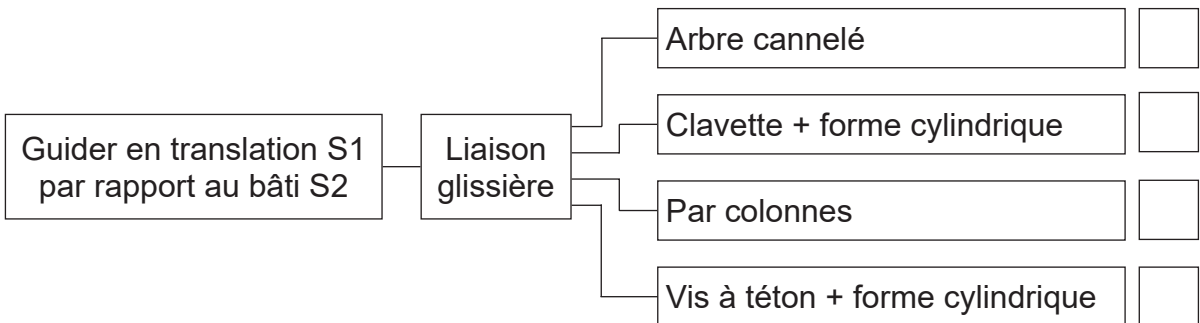 Guider en translation S1
par rapport au bâti S2
Liaison
glissière
Arbre cannelé
Clavette + forme cylindrique
Par colonnes
Vis à téton + forme cylindrique